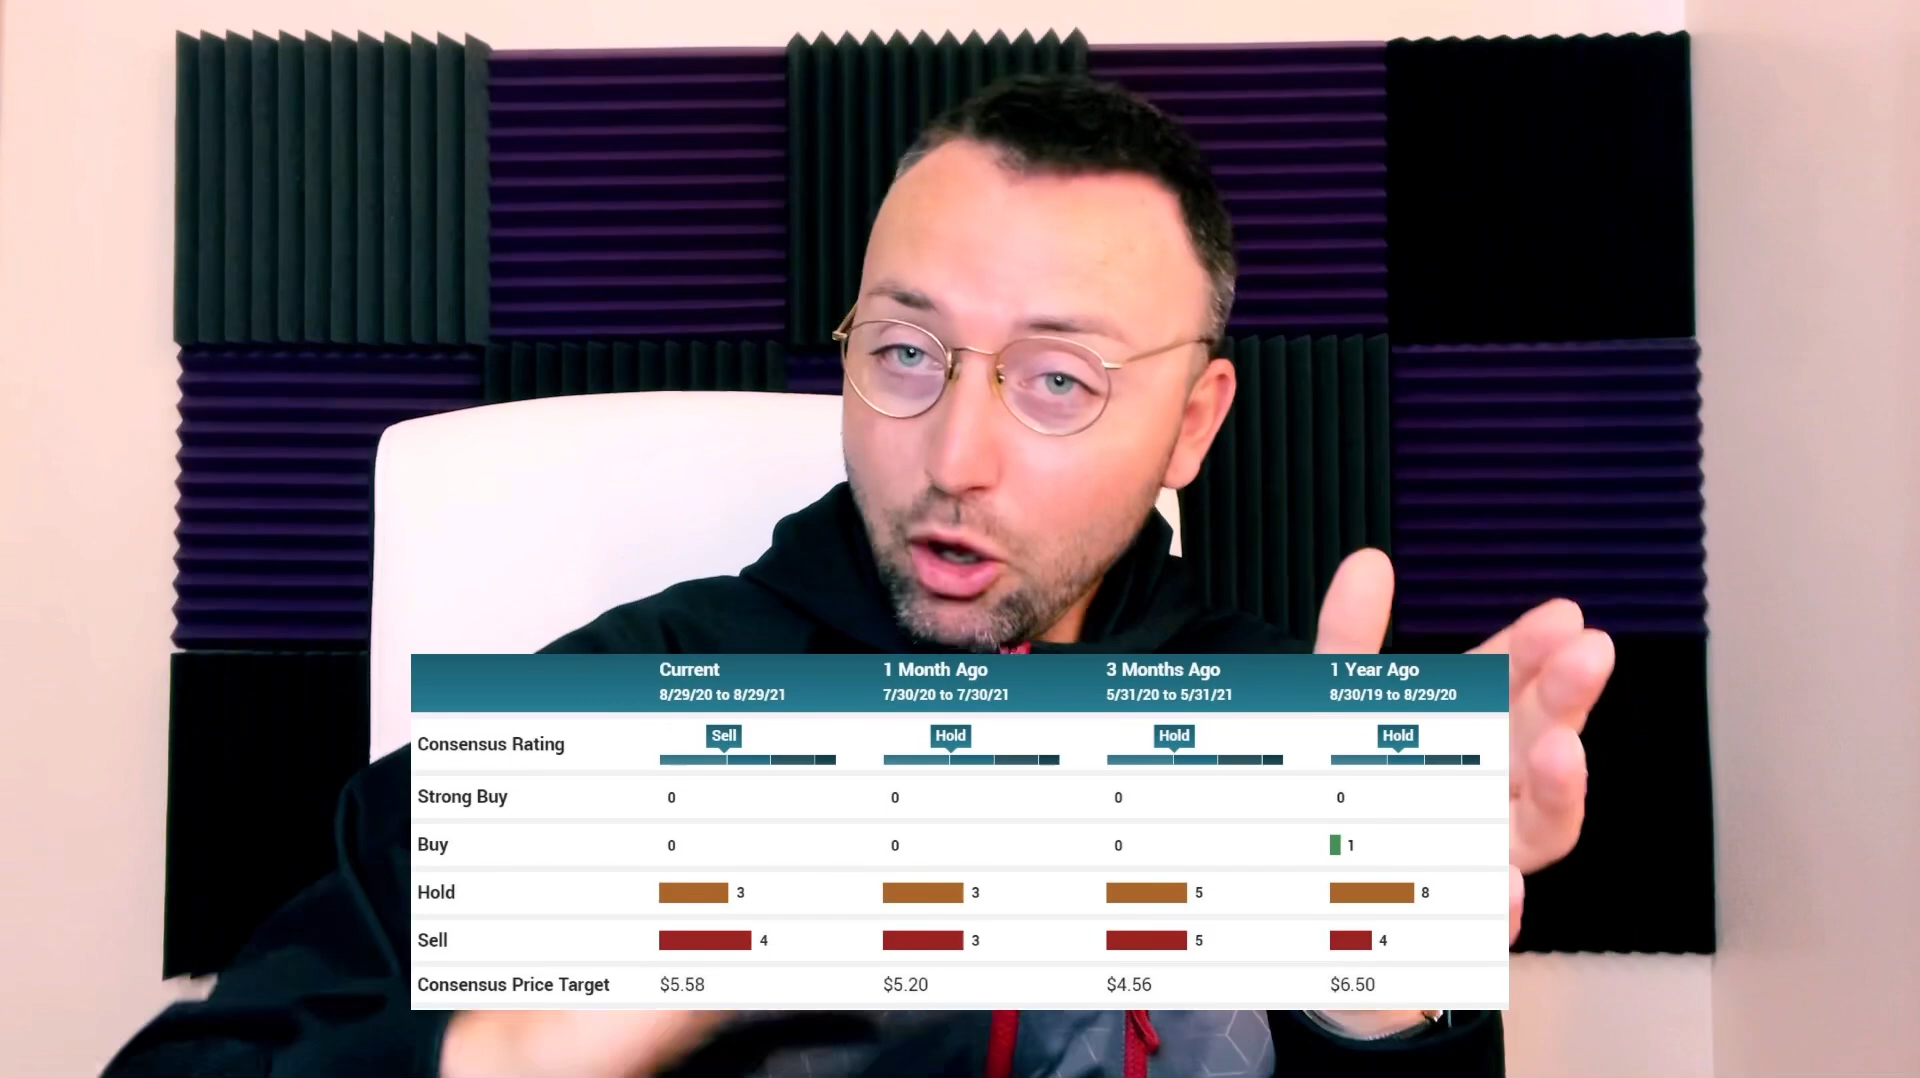 Current 1 Month Ago 3 Months Ago 1 Year Ago
8/29/20 to 8/29/21 7/30/20 to 7/30/21 5/31/20 to 5/31/21 8/30/19 to 8/29/20
Consensus Rating Sell Hold Hold Hold
Strong Buy 0 0 0 0
Buy 0 0 0 1
Hold 3 3 5 8
Sell 4 3 5 4
Consensus Price Target $5.58 $5.20 $4.56 $6.50